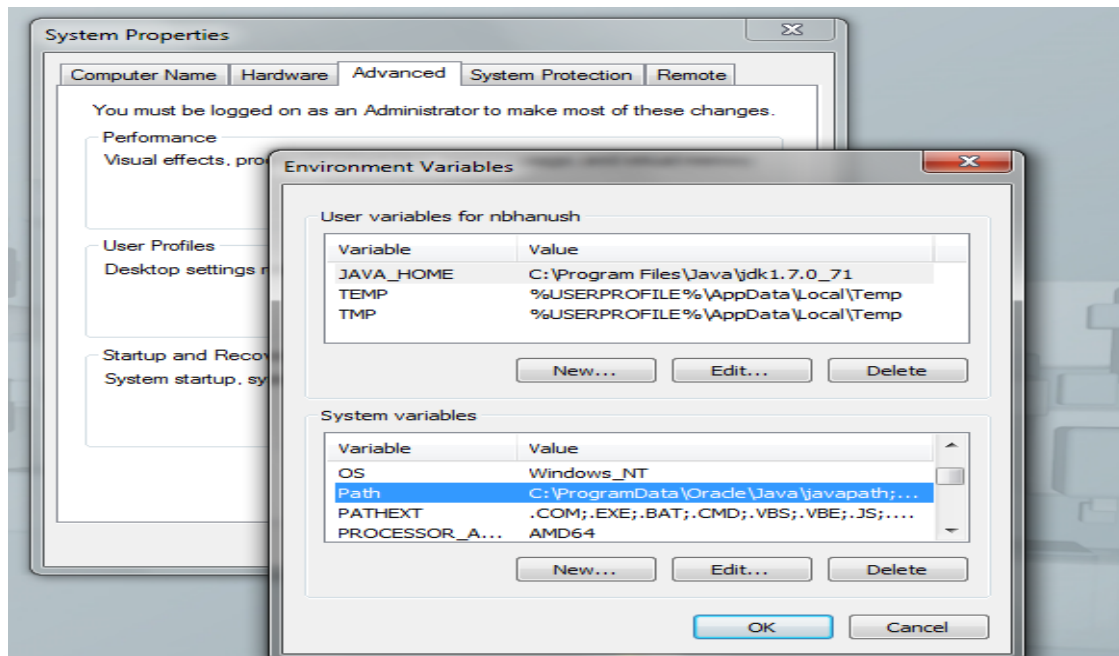 System Properties
Computer Name Hardware Advanced System Protection Remote
You must be logged on as an Administrator to make most of these changes.
Performance
Visual effects, pro
User Profiles
Desktop settings r
Startup and Recov
System startup, sy
Environment Variables
User variables for nbhanush
Variable Value
JAVA_HOME C:\Program Files\Java\jdk1.7.0_71
TEMP %USERPROFILE%\AppData\Local\Temp
TMP %USERPROFILE%\AppData\Local\Temp
New... Edit... Delete
System variables
Variable Value
OS Windows_NT
Path C:\ProgramData\Oracle\Java\javapath;...
PATHEXT .COM;.EXE;.BAT;.CMD;.VBS;.VBE;.JS;....
PROCESSOR_A... AMD64
New... Edit... Delete
OK Cancel